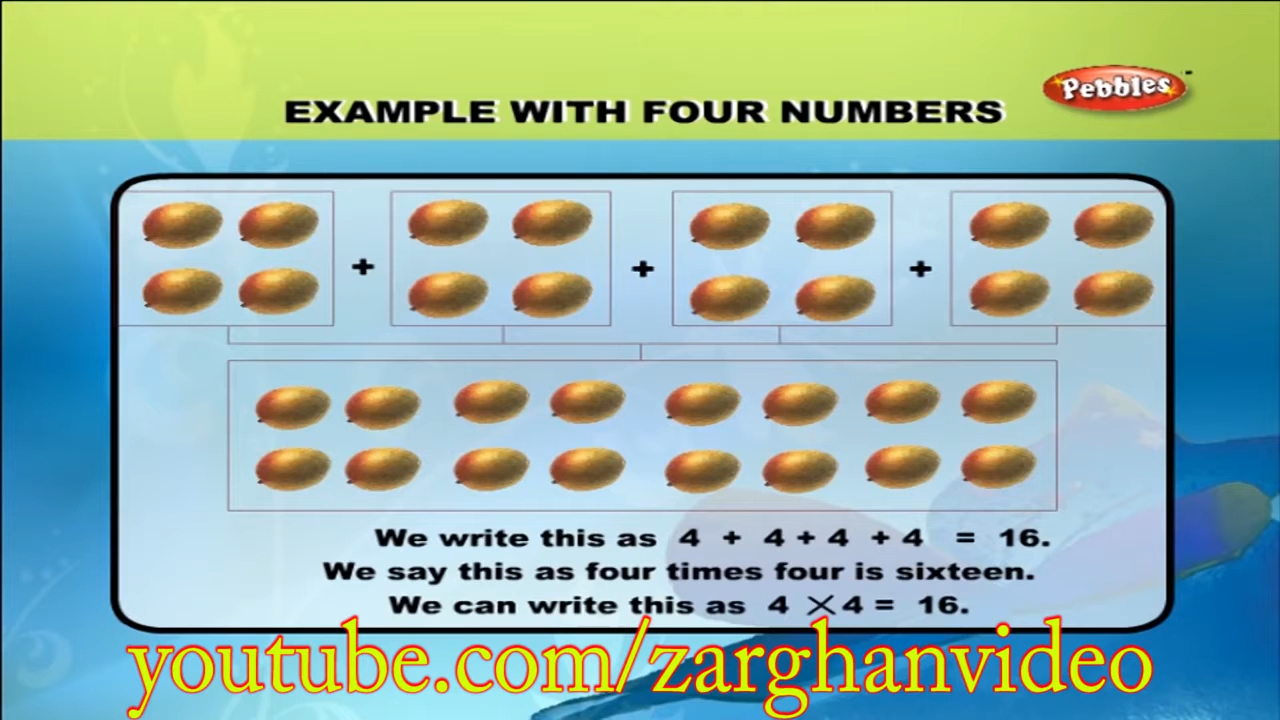 Pebbles
EXAMPLE WITH FOUR NUMBERS
+ + +
We write this as 4 + 4 + 4 + 4 = 16.
We say this as four times four is sixteen.
We can write this as 4 × 4 = 16.
youtube.com/zarghanvideo